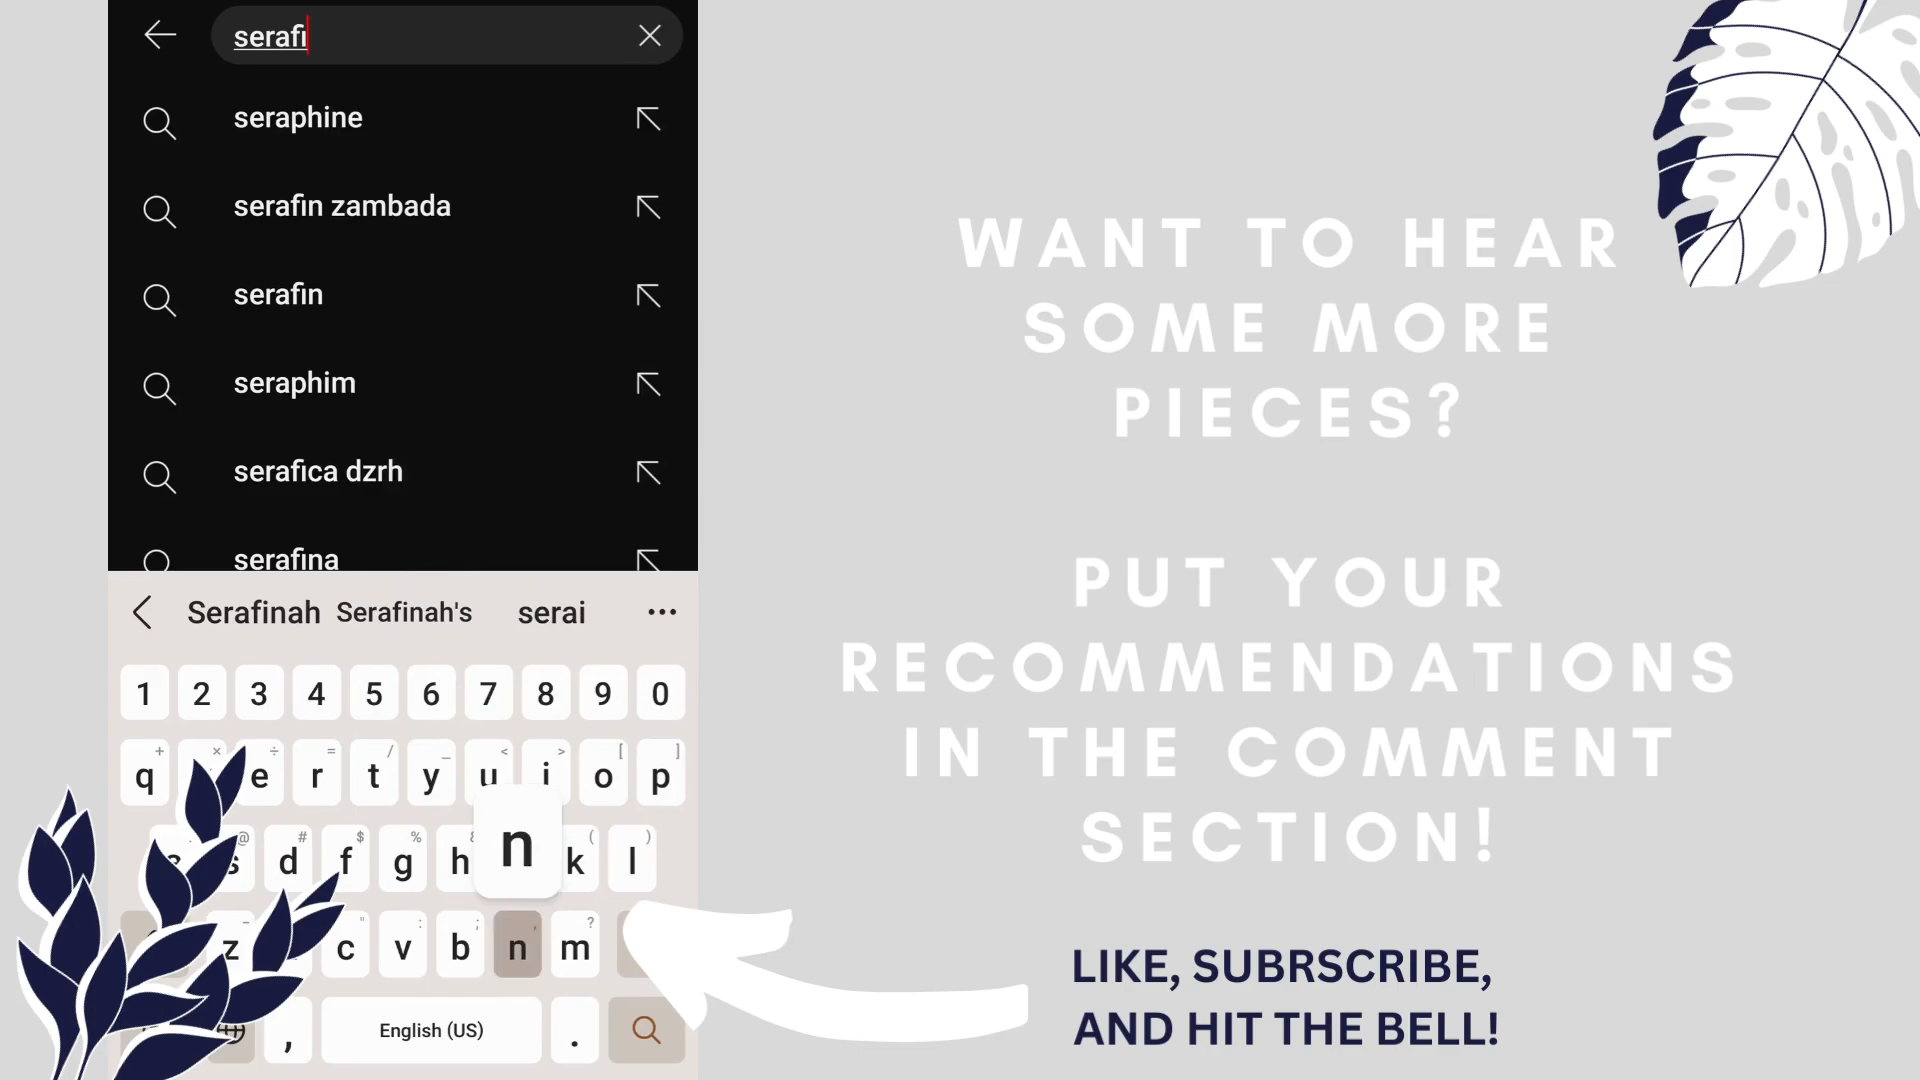 serafi
seraphine
serafin zambada
serafin
seraphim
serafica dzrh
serafina
Serafinah Serafinah's serai
1 2 3 4 5 6 7 8 9 0
q e r t y u i o p
s d f g h k l
n
z c v b n m
, English (US) .
WANT TO HEAR
SOME MORE
PIECES?
PUT YOUR
RECOMMENDATIONS
IN THE COMMENT
SECTION!
LIKE, SUBRSCRIBE,
AND HIT THE BELL!